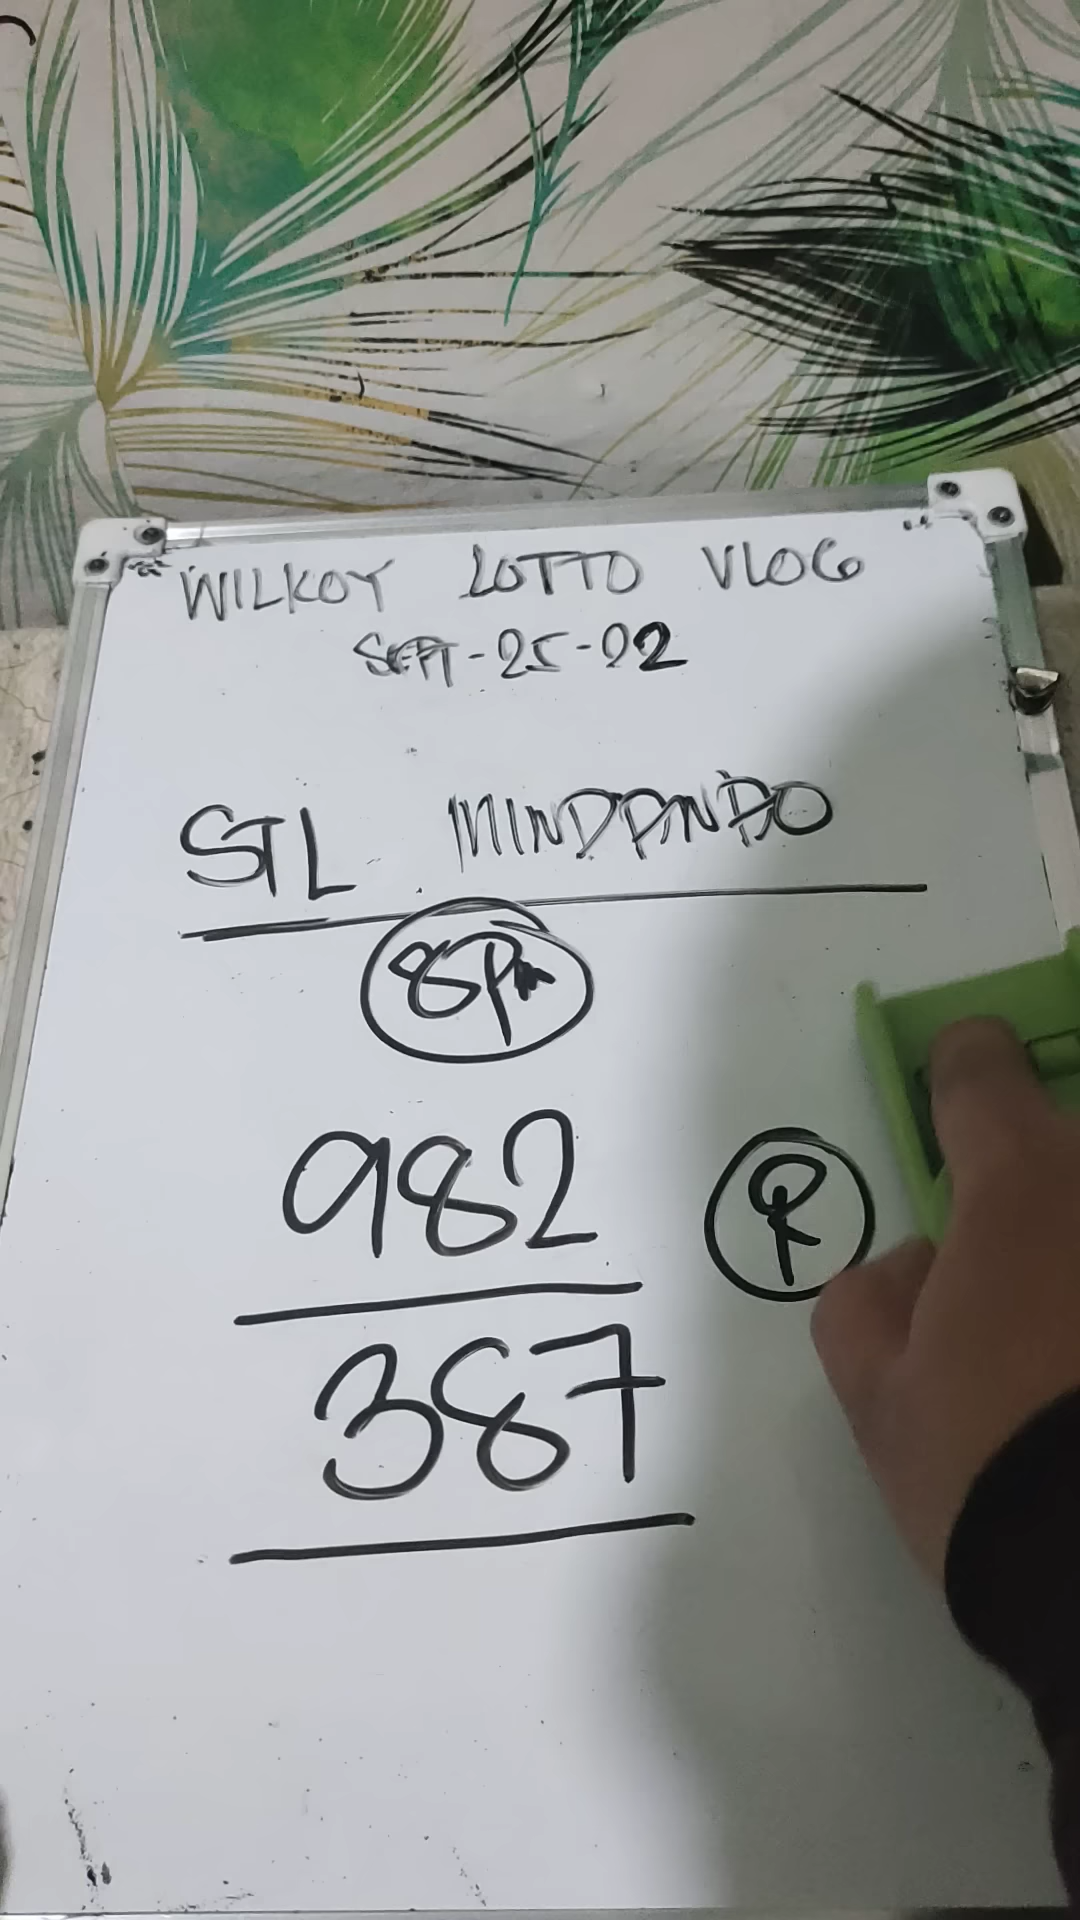 WILKOY LOTTO VLOG
SEPT-25-22
STL MINDANAO
8Pm
982 R
387